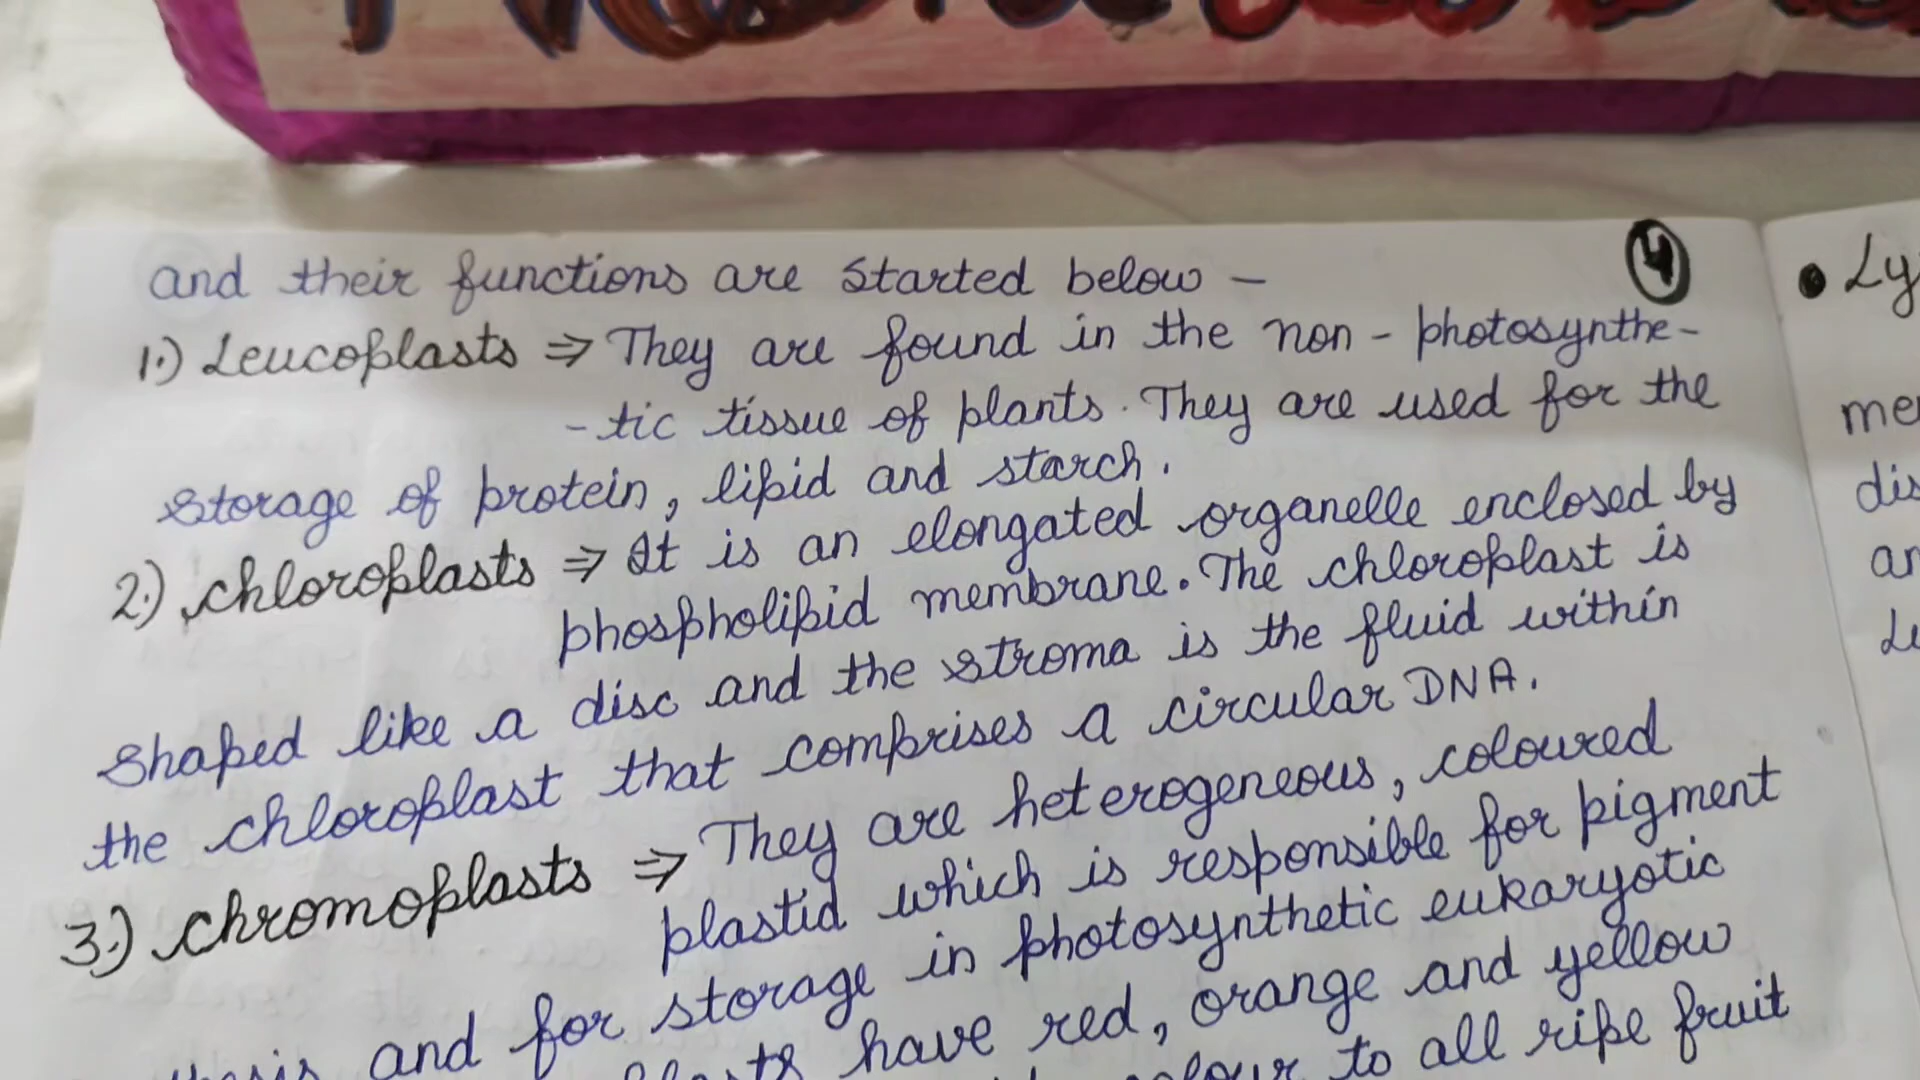 and their functions are started below -
4
1.) Leucoplasts ⇒ They are found in the non - photosynthe-
- tic tissue of plants. They are used for the
storage of protein, lipid and starch.
2.) chloroplasts ⇒ It is an elongated organelle enclosed by
phospholipid membrane. The chloroplast is
shaped like a disc and the stroma is the fluid within
the chloroplast that comprises a circular DNA.
3.) chromoplasts ⇒ They are heterogeneous, coloured
plastid which is responsible for pigment
and for storage in photosynthetic eukaryotic
have red, orange and yellow
to all ripe fruit
• Ly
me
dis
an